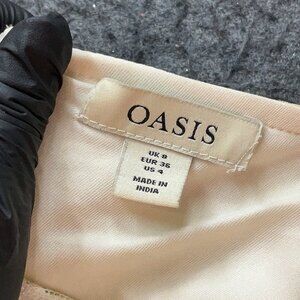 OASIS
UK 8
EUR 36
US 4
MADE IN
INDIA